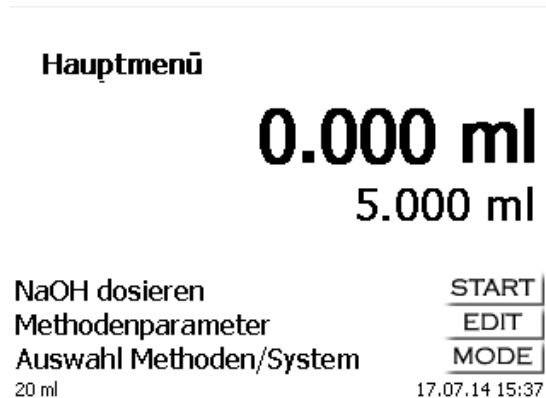 Hauptmenü
0.000 ml
5.000 ml
NaOH dosieren START
Methodenparameter EDIT
Auswahl Methoden/System MODE
20 ml 17.07.14 15:37